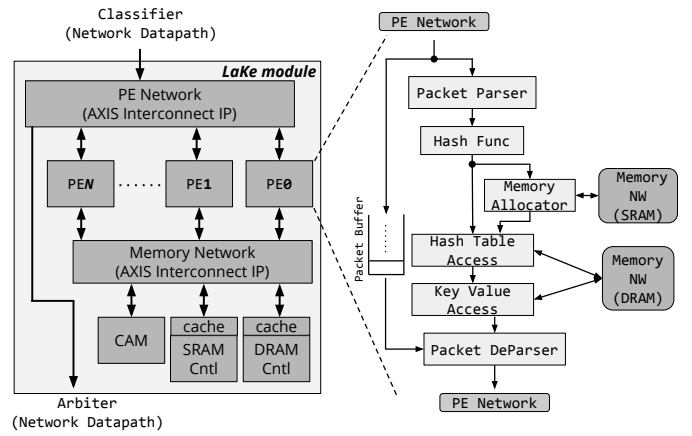 Classifier
(Network Datapath)
LaKe module
PE Network
(AXIS Interconnect IP)
PEN
......
PE1
PE0
Memory Network
(AXIS Interconnect IP)
CAM
cache
SRAM
Cntl
cache
DRAM
Cntl
Arbiter
(Network Datapath)
PE Network
Packet Parser
Hash Func
Memory
Allocator
Memory
NW
(SRAM)
Packet Buffer
......
Hash Table
Access
Key Value
Access
Memory
NW
(DRAM)
Packet DeParser
PE Network